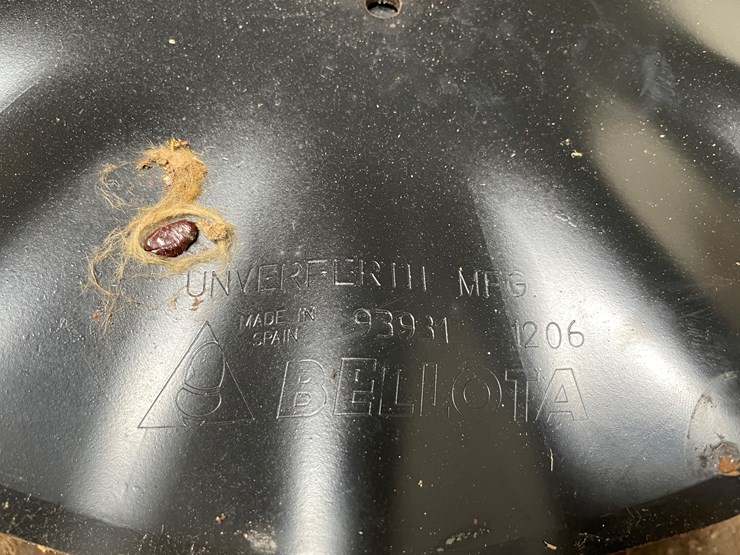 UNVERFERTH MFG.
MADE IN
SPAIN
93931 1206
BELLOTA